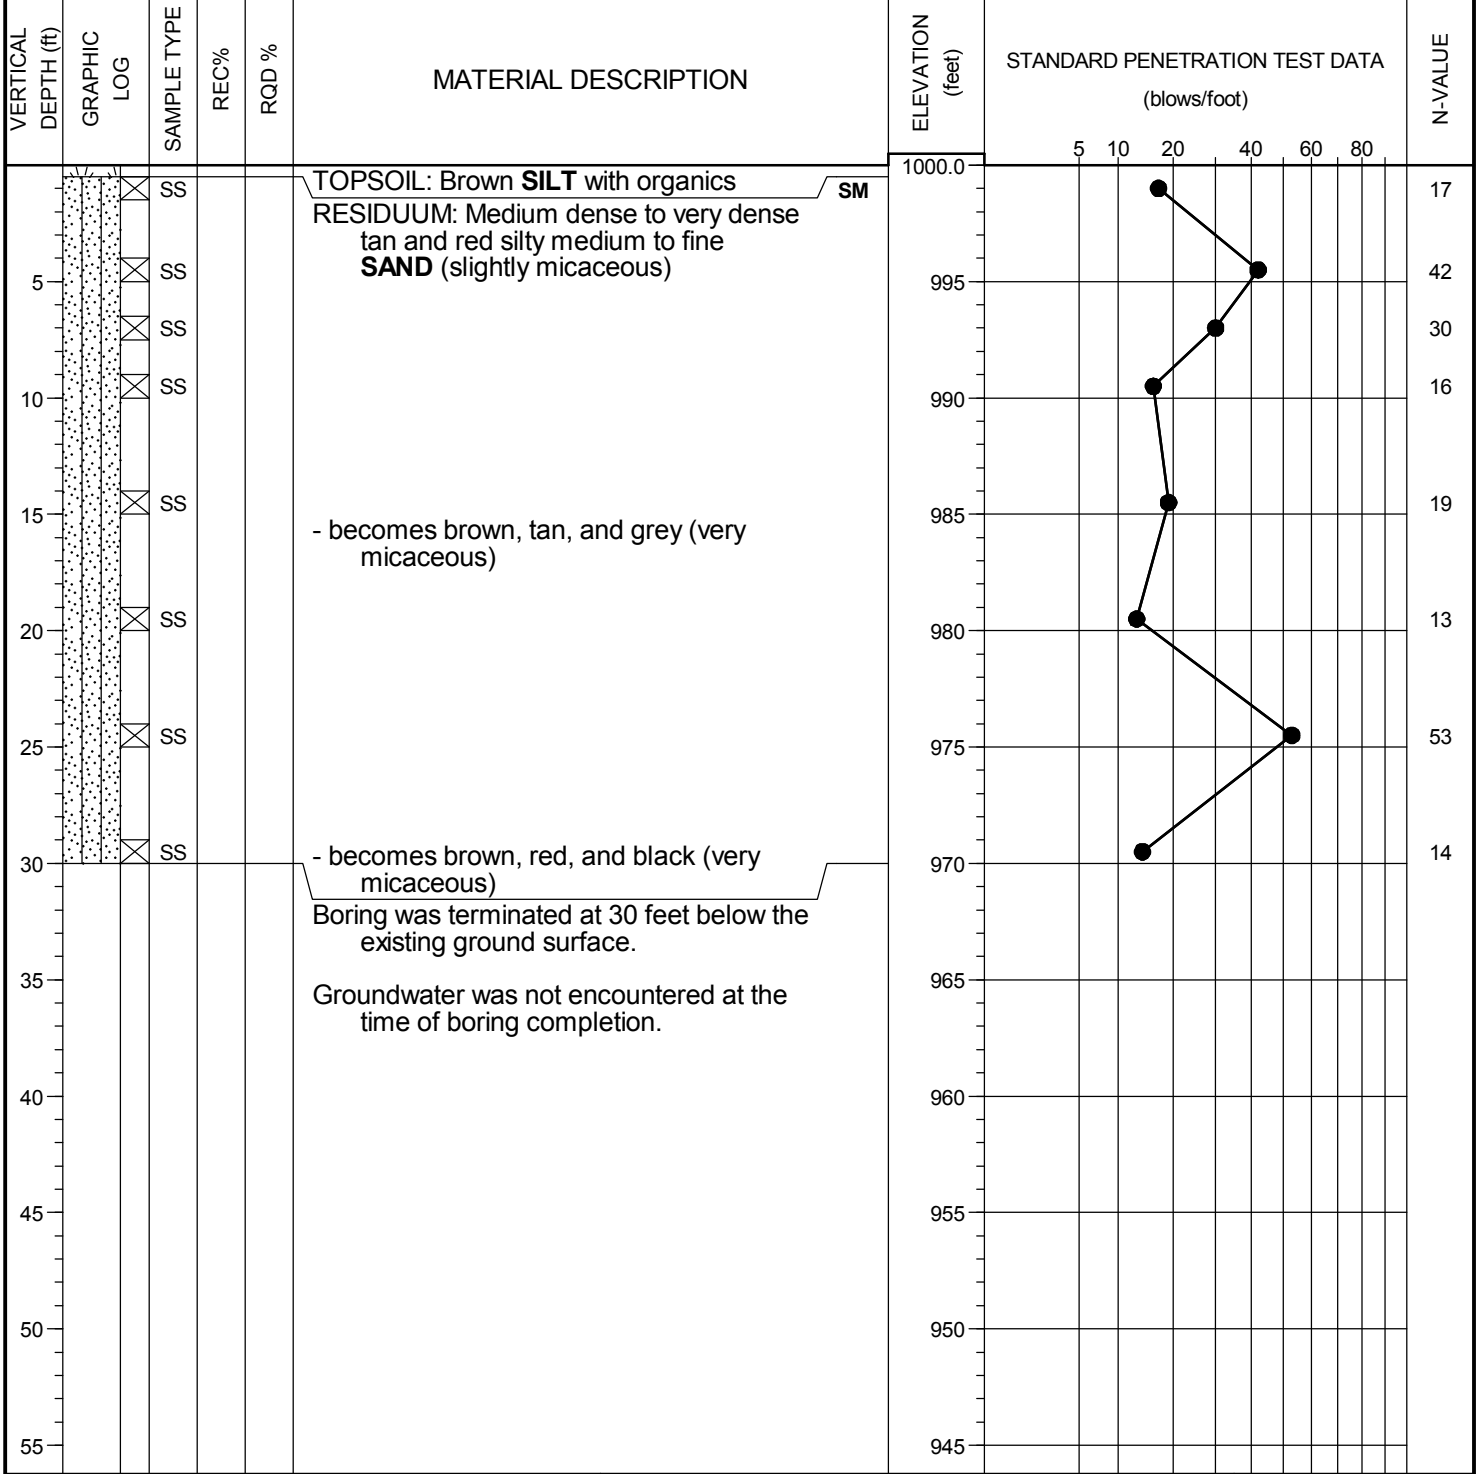 VERTICAL
DEPTH (ft)
GRAPHIC
LOG
SAMPLE TYPE
REC%
RQD %
MATERIAL DESCRIPTION
ELEVATION
(feet)
STANDARD PENETRATION TEST DATA
(blows/foot)
N-VALUE
5 10 20 40 60 80
1000.0
TOPSOIL: Brown SILT with organics
SM
SS
17
RESIDUUM: Medium dense to very dense
tan and red silty medium to fine
SAND (slightly micaceous)
SS
42
5
995
SS
30
SS
16
10
990
SS
19
15
985
- becomes brown, tan, and grey (very
micaceous)
SS
13
20
980
SS
53
25
975
SS
14
- becomes brown, red, and black (very
micaceous)
30
970
Boring was terminated at 30 feet below the
existing ground surface.
35
965
Groundwater was not encountered at the
time of boring completion.
40
960
45
955
50
950
55
945